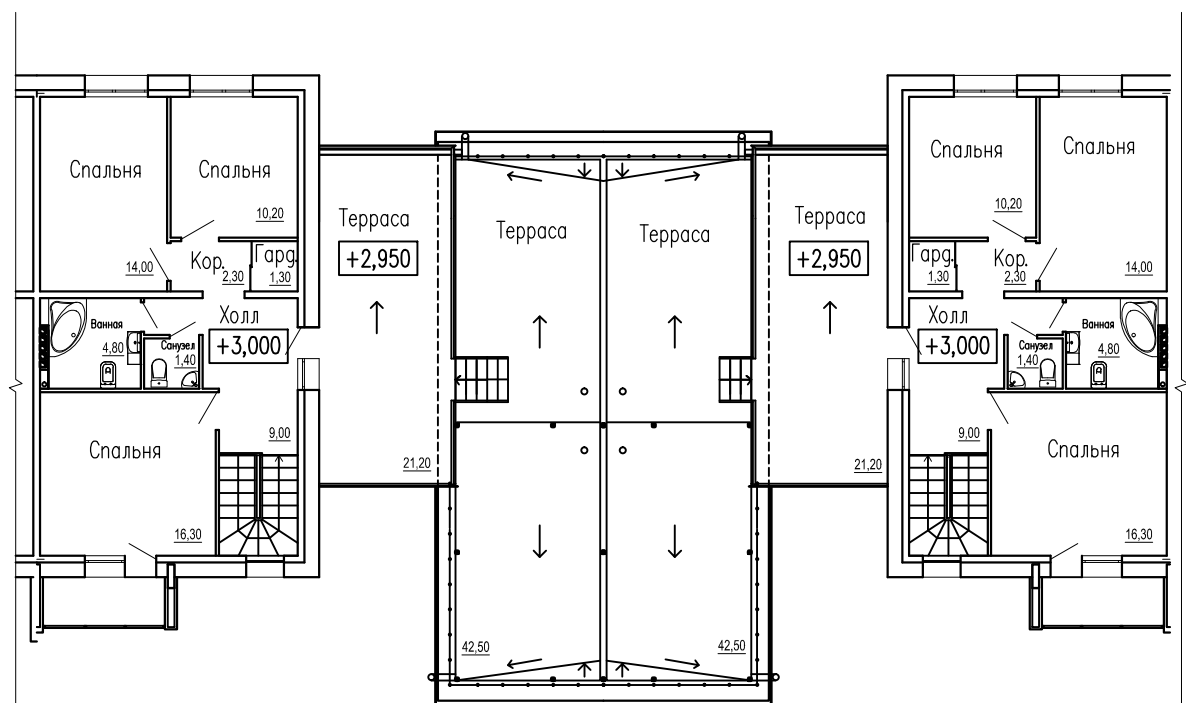 Спальня
14,00
Спальня
10,20
Кор.
2,30
Гард.
1,30
Холл
+3,000
9,00
Ванная
4,80
Санузел
1,40
Спальня
16,30
Терраса
+2,950
21,20
Терраса
42,50
Терраса
42,50
Терраса
+2,950
21,20
Спальня
10,20
Спальня
14,00
Гард.
1,30
Кор.
2,30
Холл
+3,000
9,00
Санузел
1,40
Ванная
4,80
Спальня
16,30